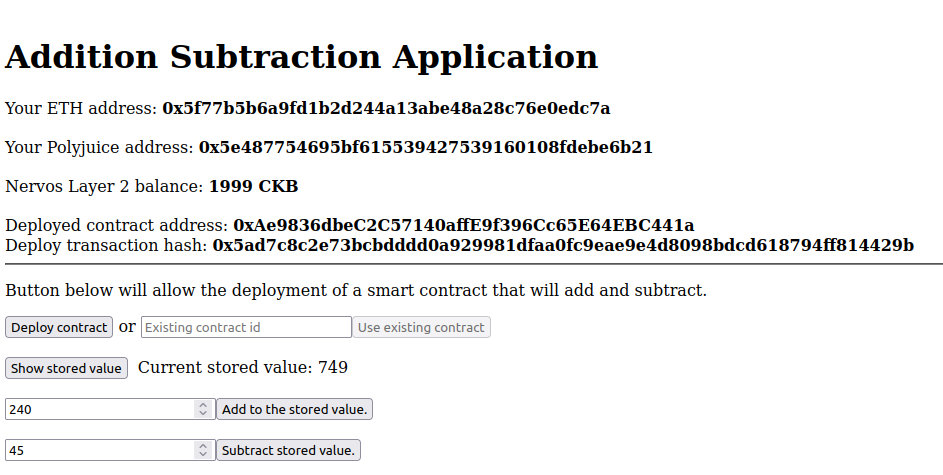 Addition Subtraction Application
Your ETH address: 0x5f77b5b6a9fd1b2d244a13abe48a28c76e0edc7a
Your Polyjuice address: 0x5e487754695bf615539427539160108fdebe6b21
Nervos Layer 2 balance: 1999 CKB
Deployed contract address: 0xAe9836dbeC2C57140affE9f396Cc65E64EBC441a
Deploy transaction hash: 0x5ad7c8c2e73bcbdddd0a929981dfaa0fc9eae9e4d8098bdcd618794ff814429b
Button below will allow the deployment of a smart contract that will add and subtract.
Deploy contract or Existing contract id Use existing contract
Show stored value Current stored value: 749
240 Add to the stored value.
45 Subtract stored value.